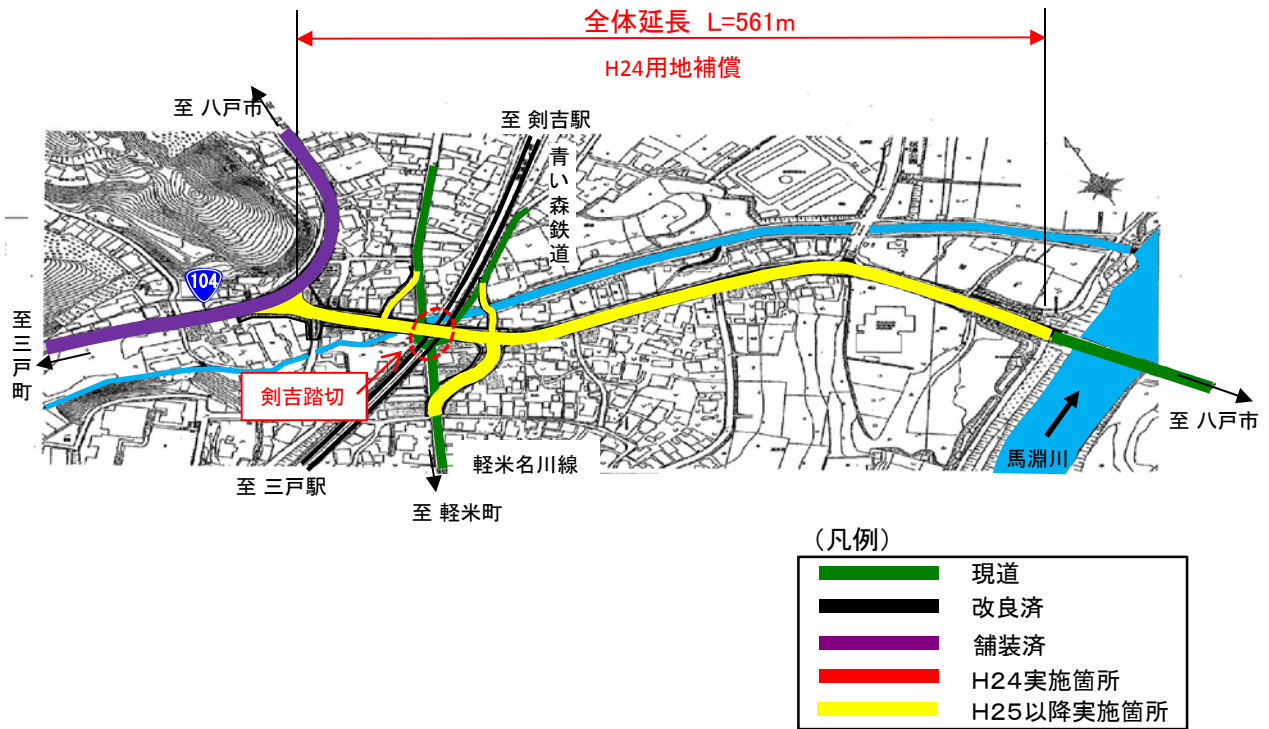 全体延長 L=561m
H24用地補償
至 八戸市
至 剣吉駅
青い森鉄道
104
至三戸町
剣吉踏切
至 三戸駅
軽米名川線
至 軽米町
馬淵川
至 八戸市
(凡例)
現道
改良済
舗装済
H24実施箇所
H25以降実施箇所